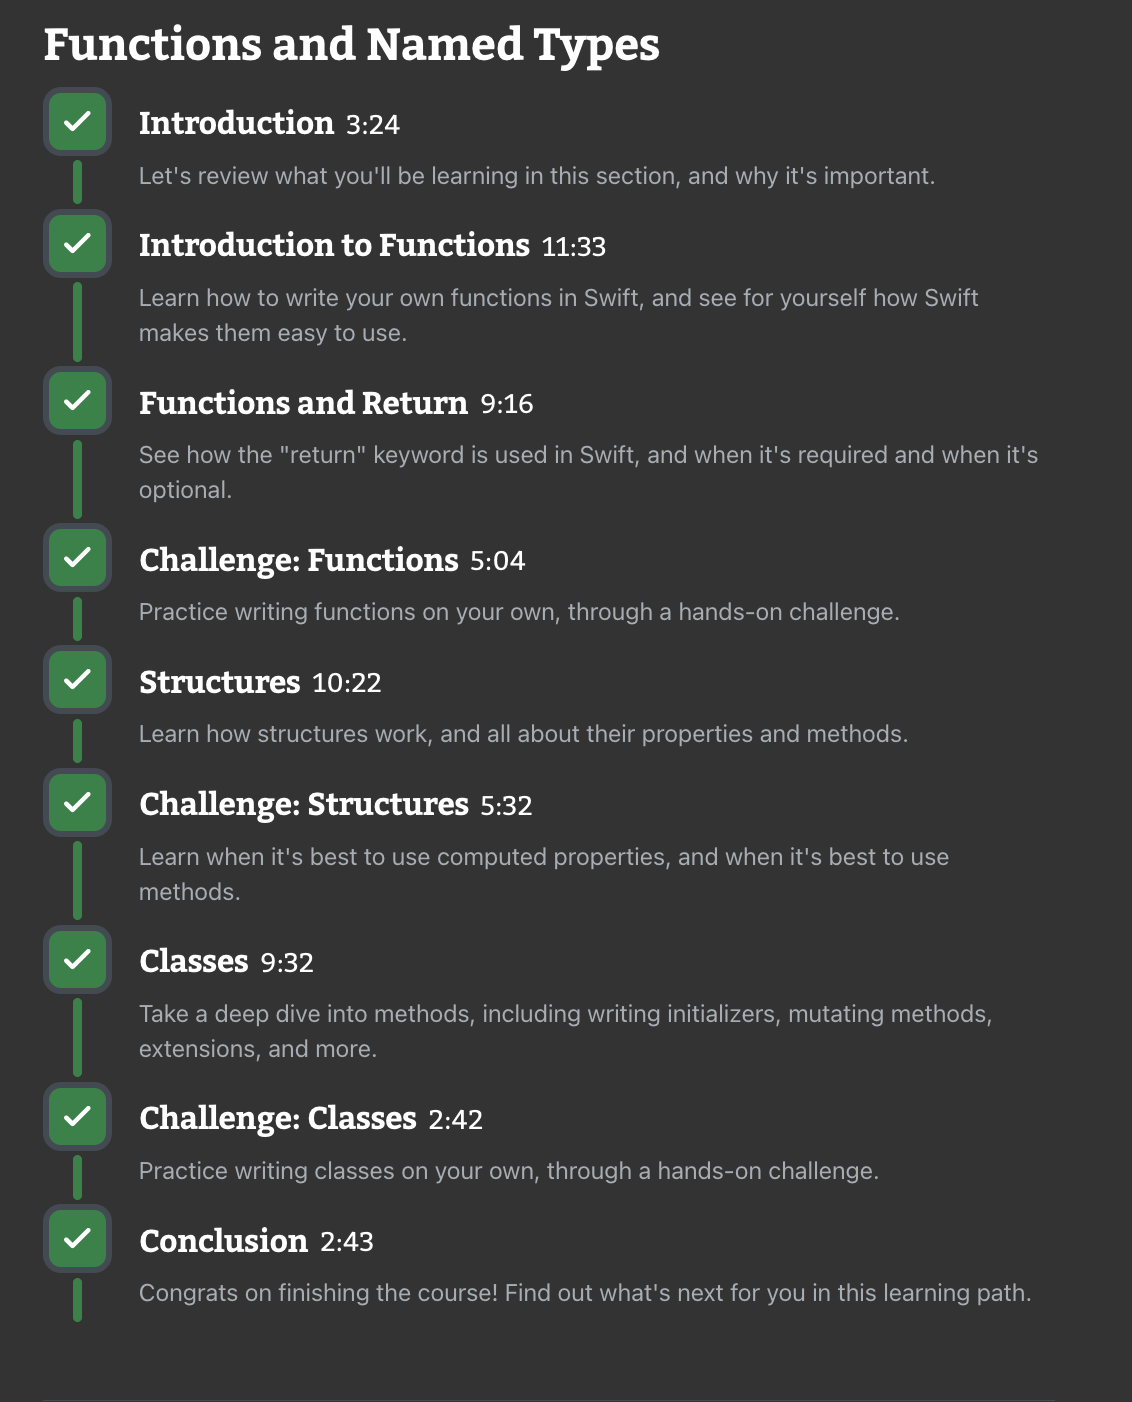 Functions and Named Types
Introduction 3:24
Let's review what you'll be learning in this section, and why it's important.
Introduction to Functions 11:33
Learn how to write your own functions in Swift, and see for yourself how Swift
makes them easy to use.
Functions and Return 9:16
See how the "return" keyword is used in Swift, and when it's required and when it's
optional.
Challenge: Functions 5:04
Practice writing functions on your own, through a hands-on challenge.
Structures 10:22
Learn how structures work, and all about their properties and methods.
Challenge: Structures 5:32
Learn when it's best to use computed properties, and when it's best to use
methods.
Classes 9:32
Take a deep dive into methods, including writing initializers, mutating methods,
extensions, and more.
Challenge: Classes 2:42
Practice writing classes on your own, through a hands-on challenge.
Conclusion 2:43
Congrats on finishing the course! Find out what's next for you in this learning path.